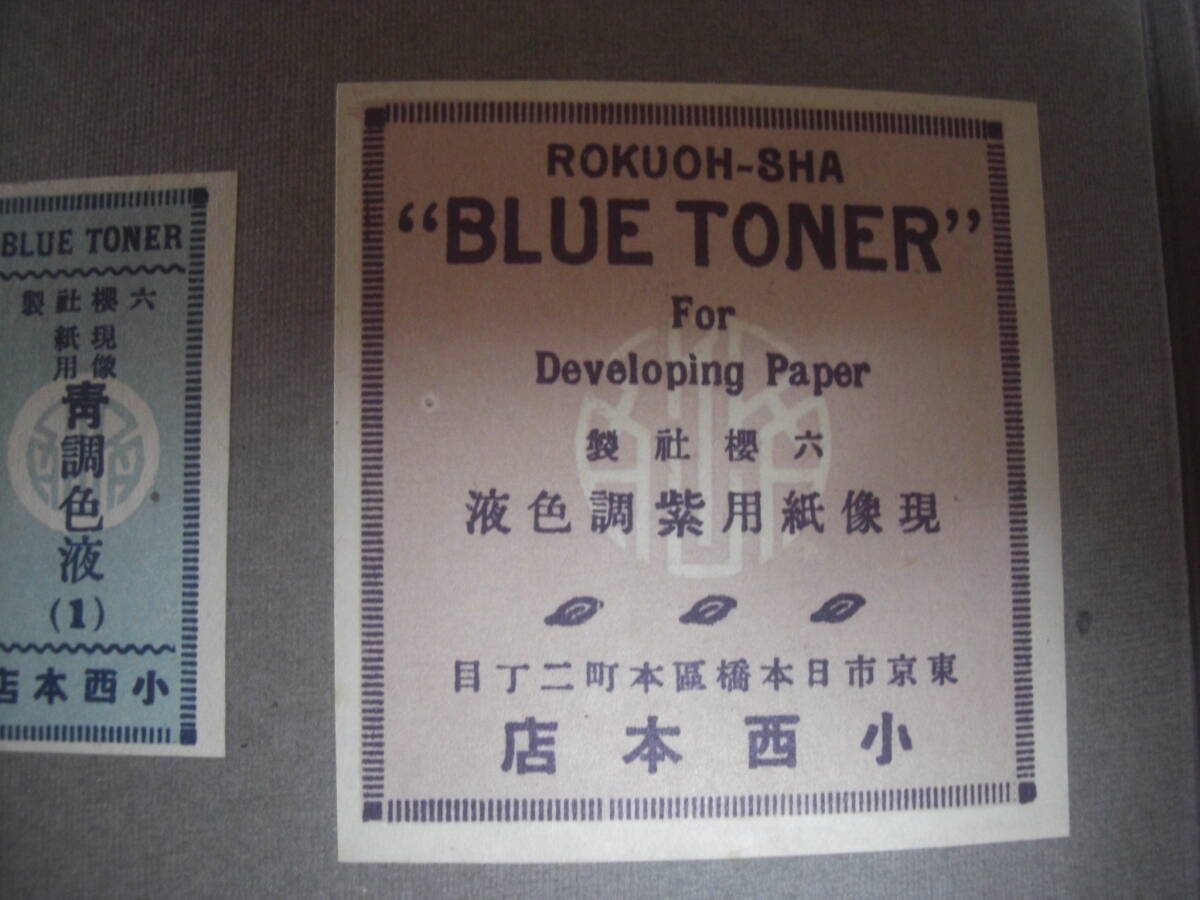 BLUE TONER
六櫻社製
現像
紙用
青調色液
(1)
小西本店
ROKUOH-SHA
“BLUE TONER”
For
Developing Paper
六櫻社製
現像紙用紫調色液
東京市日本橋區本町二丁目
小西本店